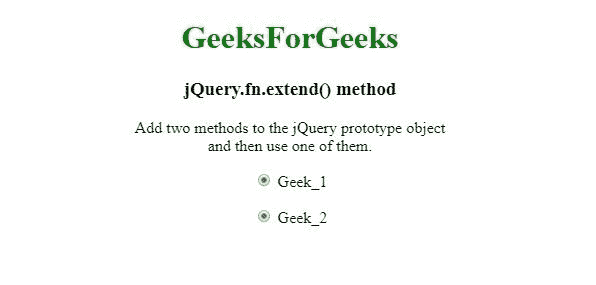 GeeksForGeeks
jQuery.fn.extend() method
Add two methods to the jQuery prototype object
and then use one of them.
Geek_1
Geek_2